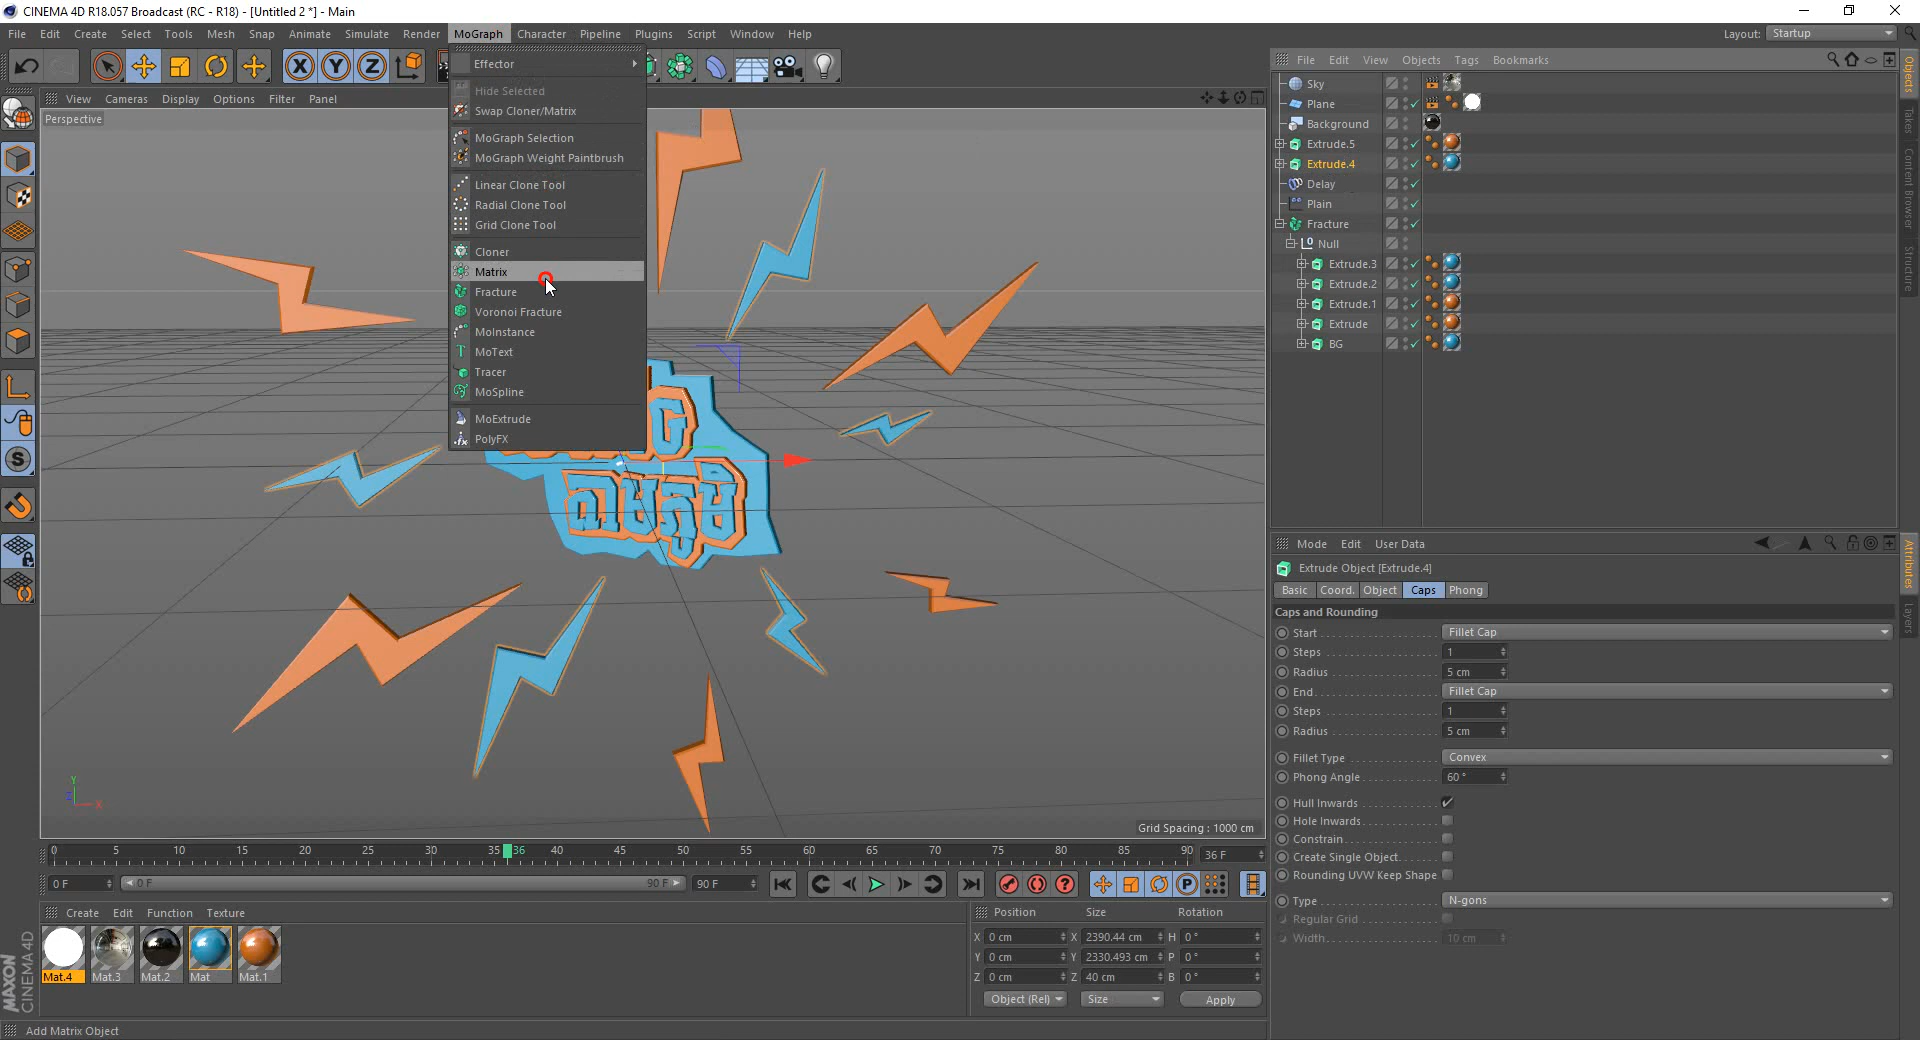 CINEMA 4D R18.057 Broadcast (RC - R18) - [Untitled 2 *] - Main
File Edit Create Select Tools Mesh Snap Animate Simulate Render MoGraph Character Pipeline Plugins Script Window Help
Layout: Startup
View Cameras Display Options Filter Panel
Perspective
Effector
Hide Selected
Swap Cloner/Matrix
MoGraph Selection
MoGraph Weight Paintbrush
Linear Clone Tool
Radial Clone Tool
Grid Clone Tool
Cloner
Matrix
Fracture
Voronoi Fracture
MoInstance
MoText
Tracer
MoSpline
MoExtrude
PolyFX
Grid Spacing : 1000 cm
File Edit View Objects Tags Bookmarks
Sky
Plane
Background
Extrude.5
Extrude.4
Delay
Plain
Fracture
Null
Extrude.3
Extrude.2
Extrude.1
Extrude
BG
Objects
Takes
Content Browser
Structure
Mode Edit User Data
Extrude Object [Extrude.4]
Basic Coord. Object Caps Phong
Caps and Rounding
Start Fillet Cap
Steps 1
Radius 5 cm
End Fillet Cap
Steps 1
Radius 5 cm
Fillet Type Convex
Phong Angle 60 °
Hull Inwards
Hole Inwards
Constrain
Create Single Object
Rounding UVW Keep Shape
Type N-gons
Regular Grid
Width 10 cm
Attributes
Layers
0 5 10 15 20 25 30 35 36 40 45 50 55 60 65 70 75 80 85 90 36 F
0 F 0 F 90 F 90 F
Create Edit Function Texture
Mat.4 Mat.3 Mat.2 Mat Mat.1
Position Size Rotation
X 0 cm X 2390.44 cm H 0 °
Y 0 cm Y 2330.493 cm P 0 °
Z 0 cm Z 40 cm B 0 °
Object (Rel) Size Apply
MAXON
CINEMA 4D
Add Matrix Object